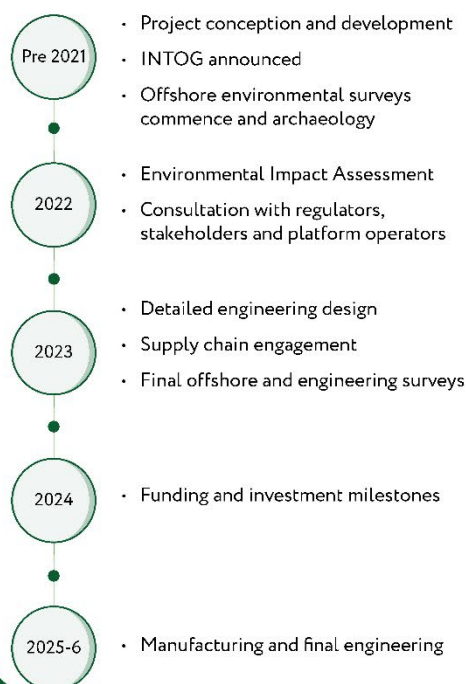 Pre 2021
• Project conception and development
• INTOG announced
• Offshore environmental surveys
commence and archaeology
2022
• Environmental Impact Assessment
• Consultation with regulators,
stakeholders and platform operators
2023
• Detailed engineering design
• Supply chain engagement
• Final offshore and engineering surveys
2024
• Funding and investment milestones
2025-6
• Manufacturing and final engineering